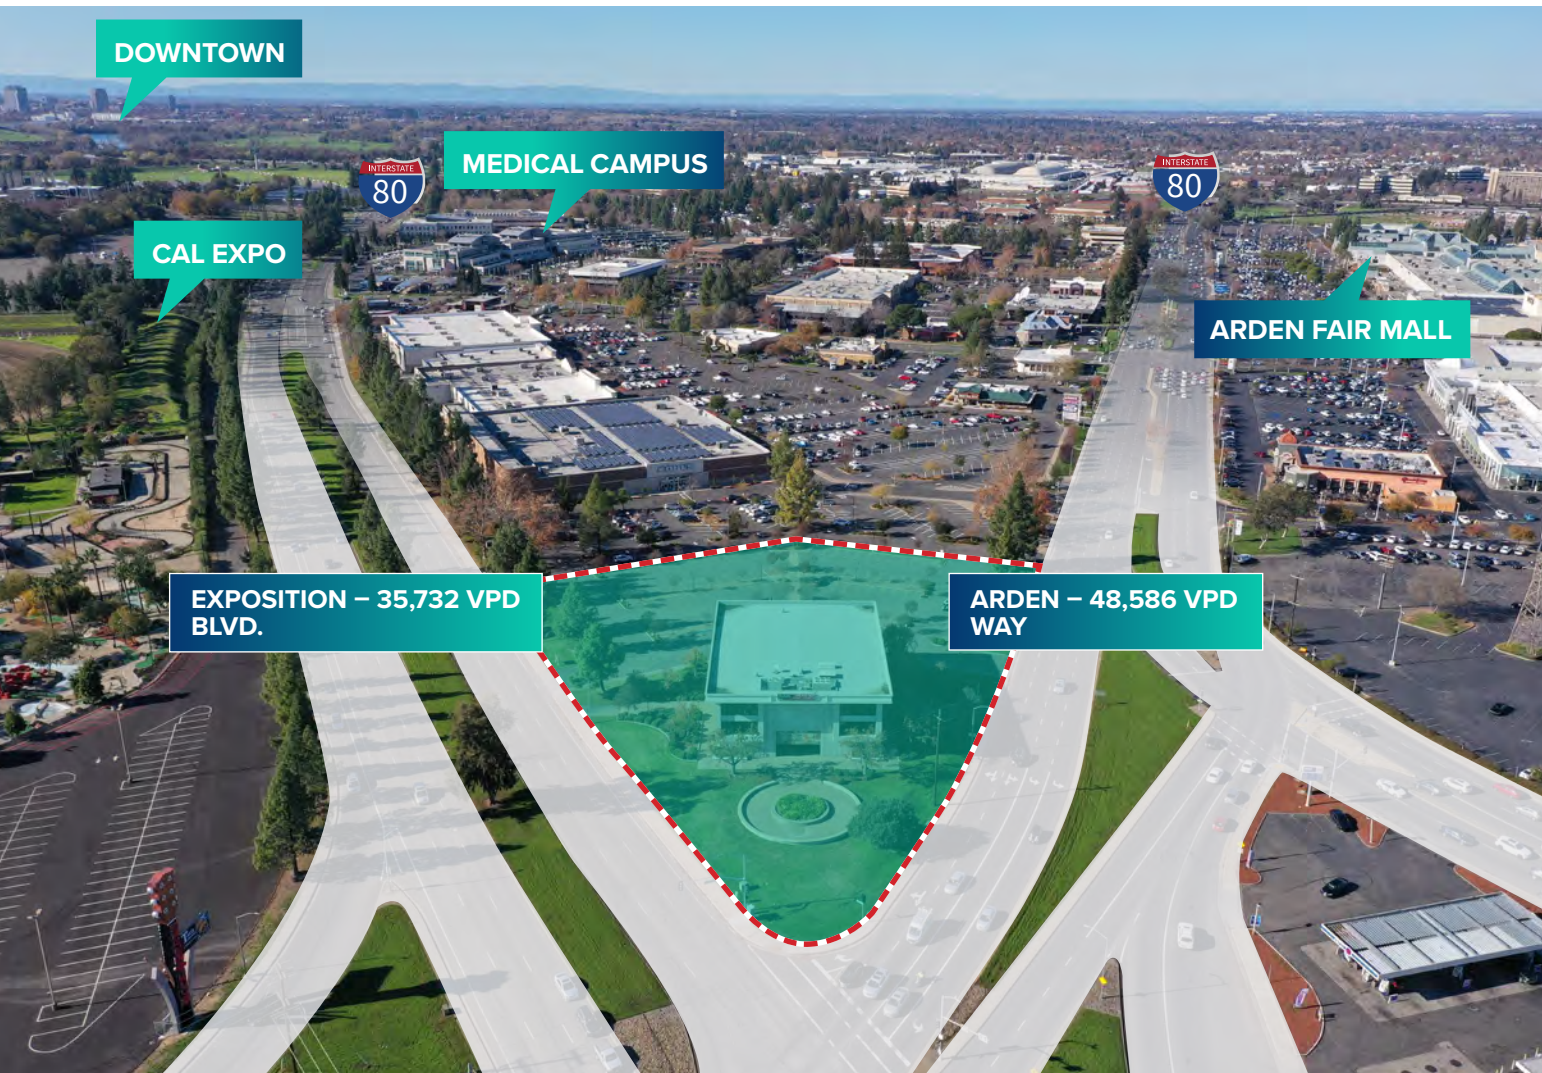 DOWNTOWN
INTERSTATE
80
MEDICAL CAMPUS
INTERSTATE
80
CAL EXPO
ARDEN FAIR MALL
EXPOSITION – 35,732 VPD
BLVD.
ARDEN – 48,586 VPD
WAY